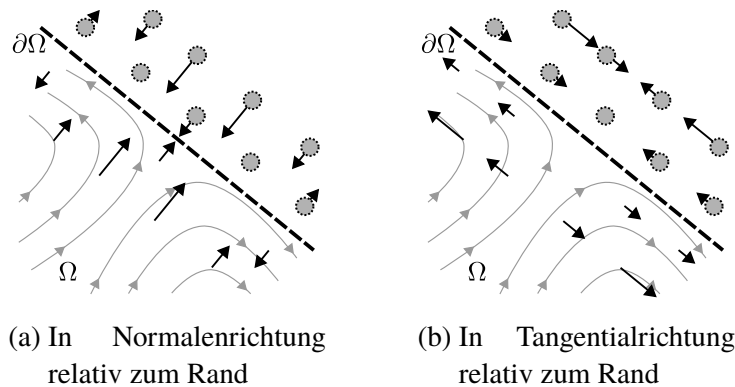 ∂Ω
∂Ω
Ω
Ω
(a) In Normalenrichtung
relativ zum Rand
(b) In Tangentialrichtung
relativ zum Rand